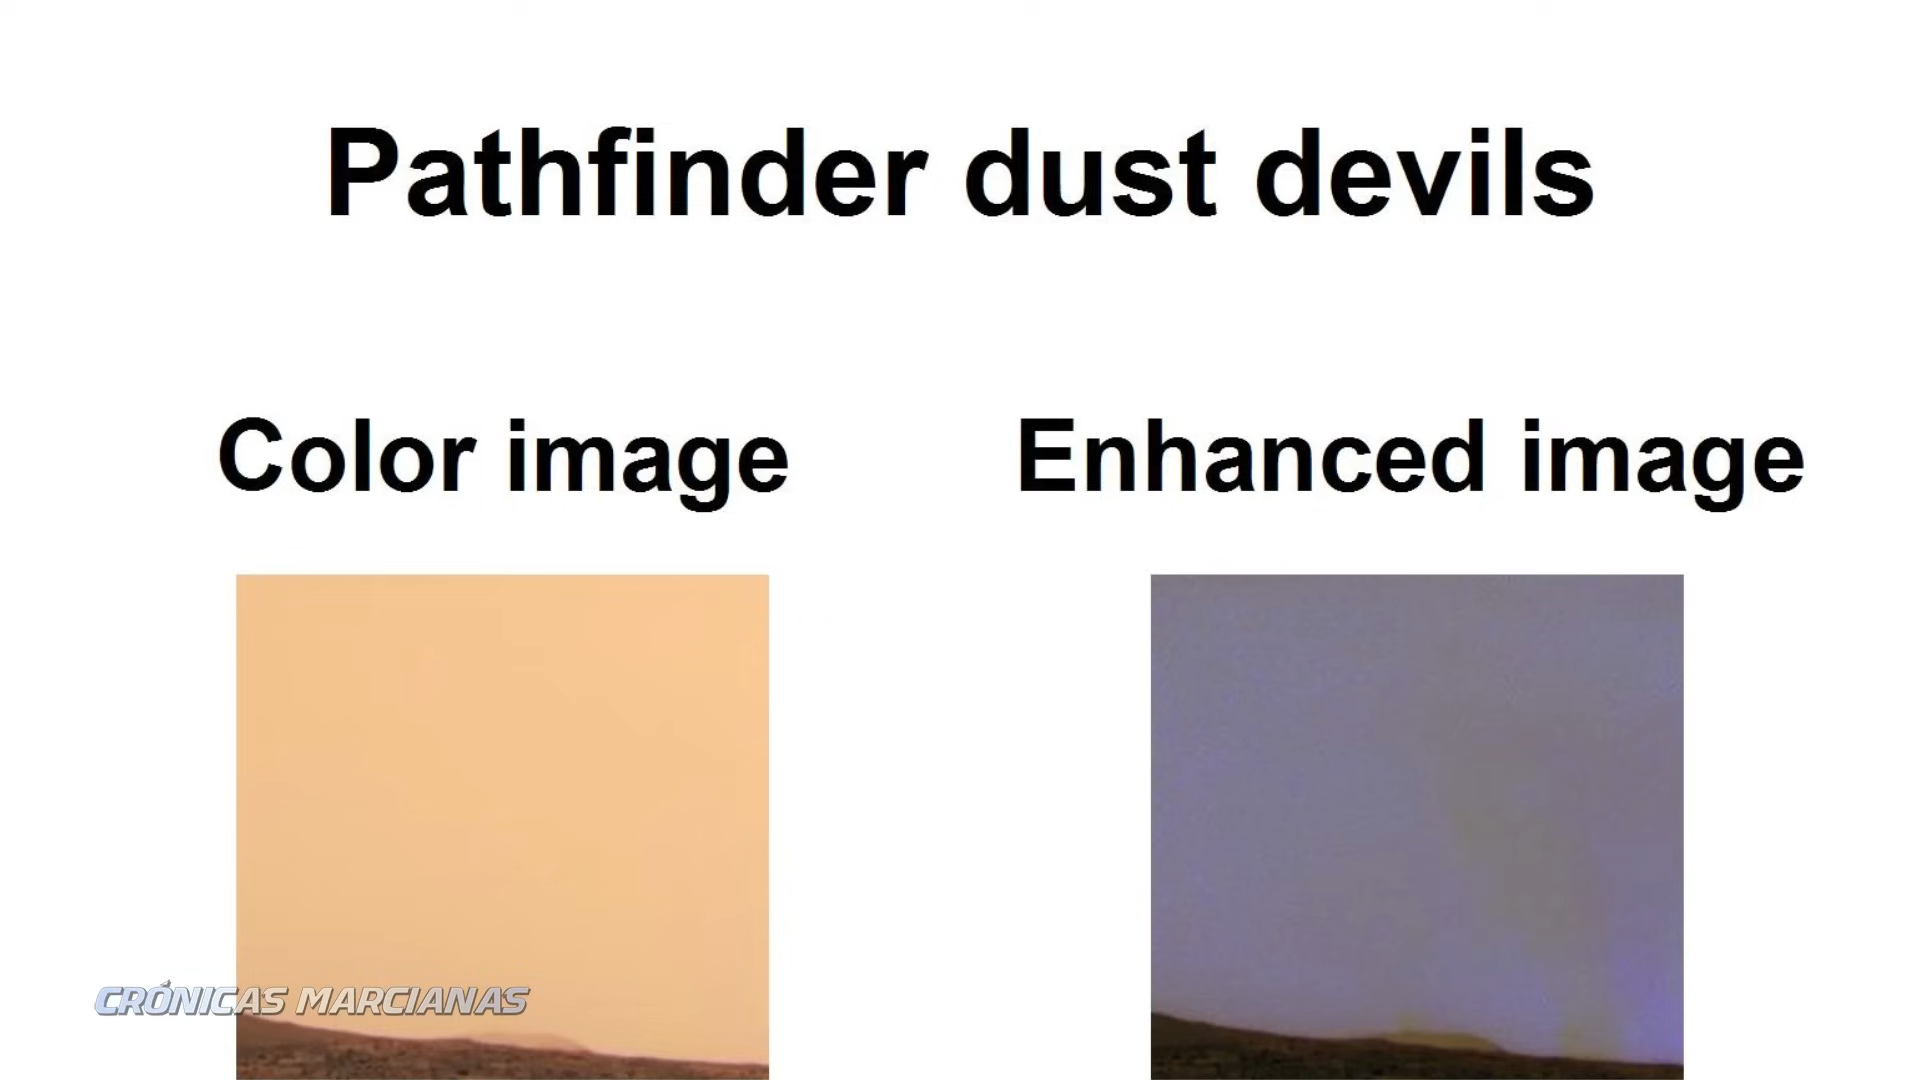 Pathfinder dust devils
Color image
Enhanced image
CRÓNICAS MARCIANAS